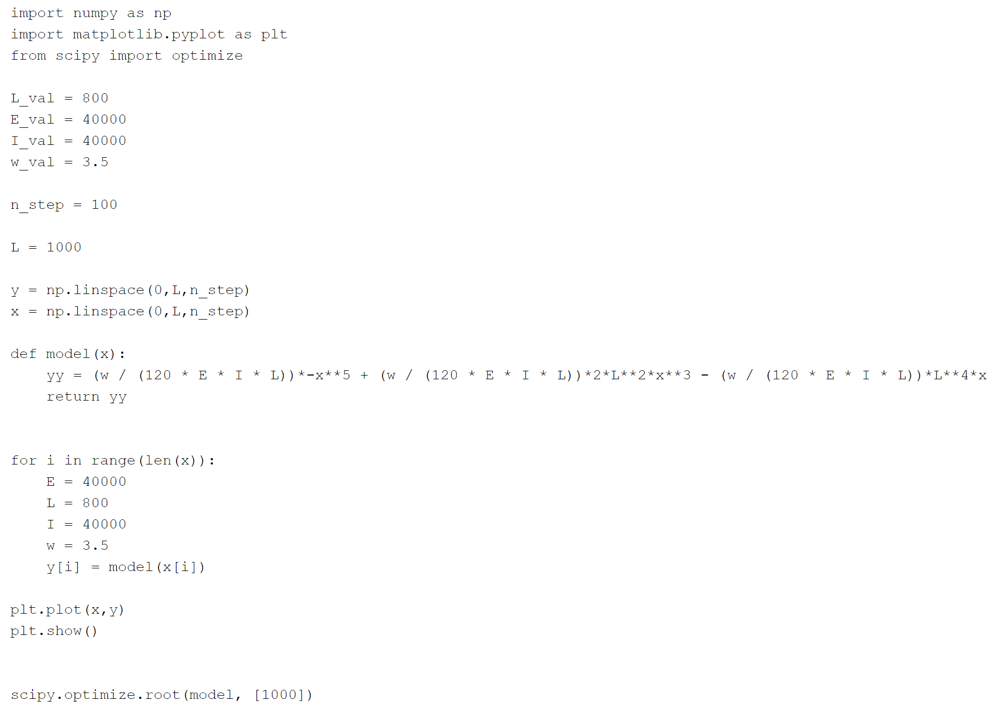 import numpy as np
import matplotlib.pyplot as plt
from scipy import optimize

L_val = 800
E_val = 40000
I_val = 40000
w_val = 3.5

n_step = 100

L = 1000

y = np.linspace(0,L,n_step)
x = np.linspace(0,L,n_step)

def model(x):
    yy = (w / (120 * E * I * L))*-x**5 + (w / (120 * E * I * L))*2*L**2*x**3 - (w / (120 * E * I * L))*L**4*x
    return yy


for i in range(len(x)):
    E = 40000
    L = 800
    I = 40000
    w = 3.5
    y[i] = model(x[i])

plt.plot(x,y)
plt.show()


scipy.optimize.root(model, [1000])